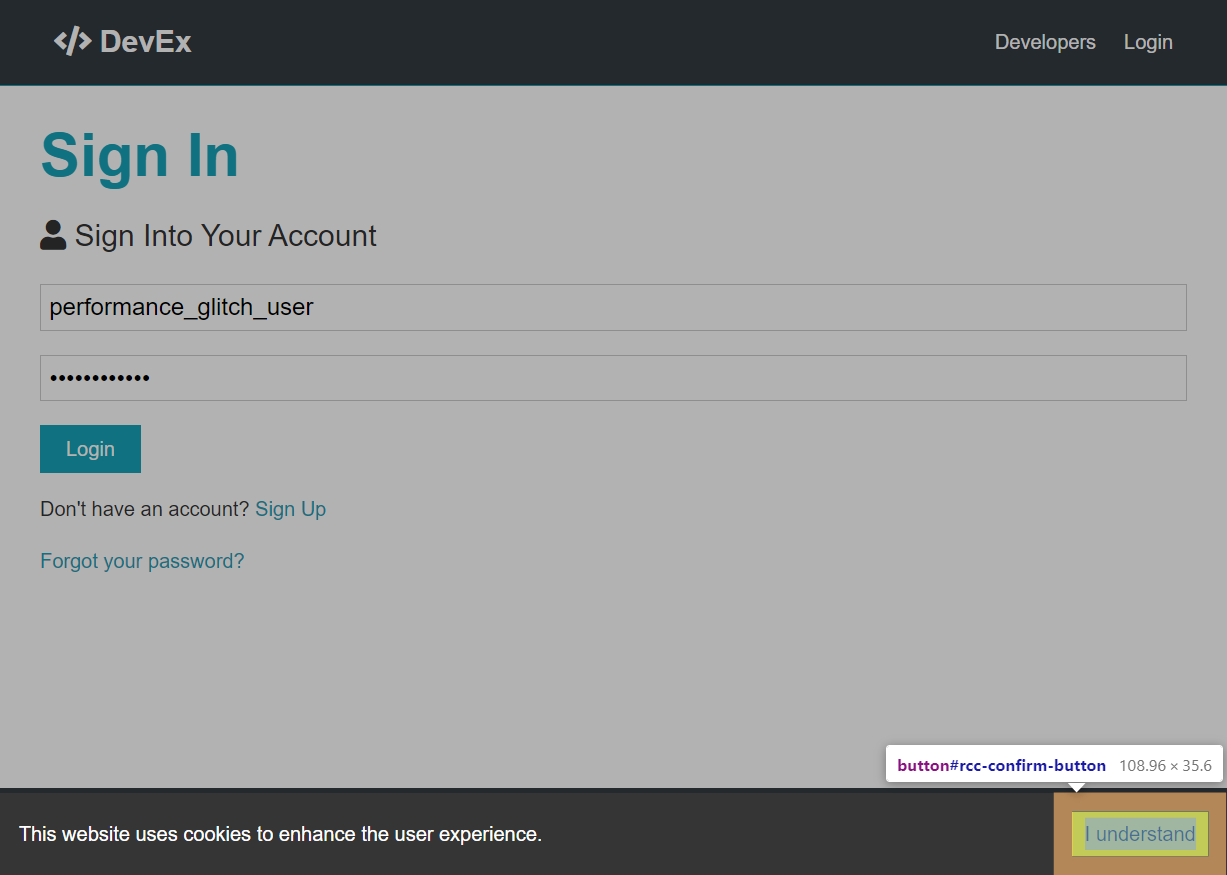 </> DevEx
Developers
Login
Sign In
Sign Into Your Account
performance_glitch_user
••••••••••••
Login
Don't have an account? Sign Up
Forgot your password?
button#rcc-confirm-button 108.96 × 35.6
This website uses cookies to enhance the user experience.
I understand